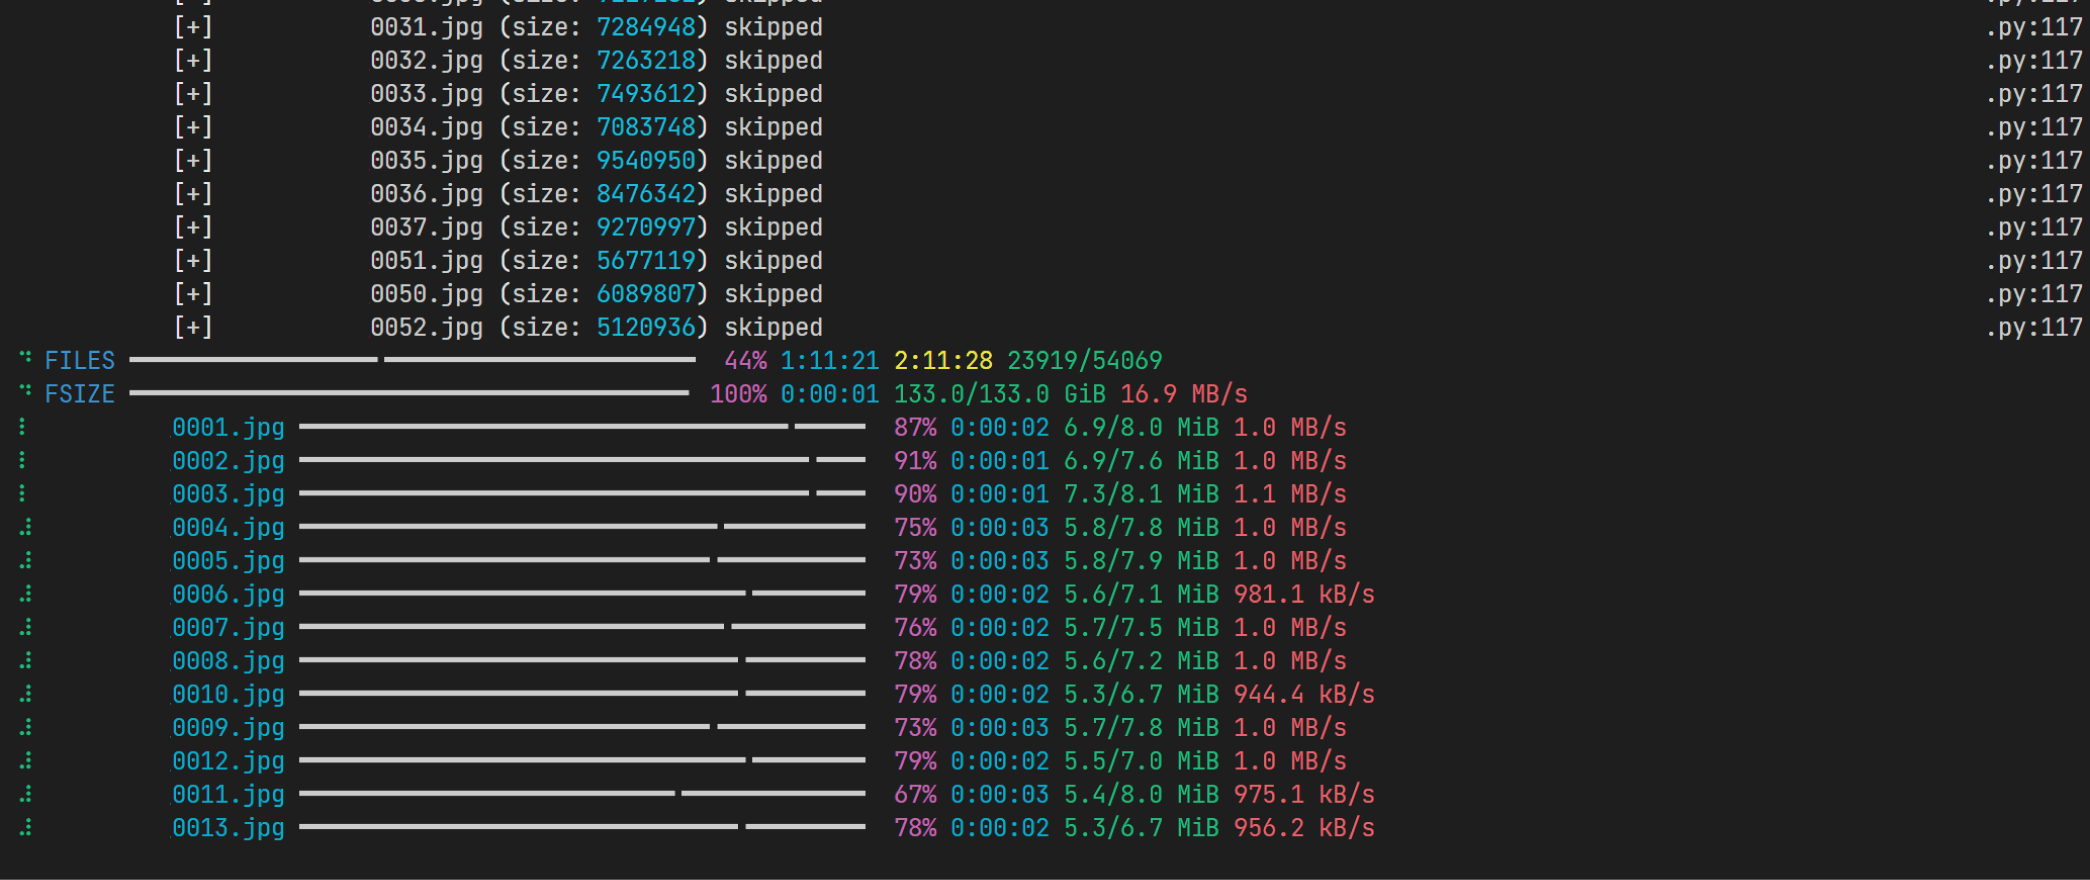 [+] 0031.jpg (size: 7284948) skipped .py:117
[+] 0032.jpg (size: 7263218) skipped .py:117
[+] 0033.jpg (size: 7493612) skipped .py:117
[+] 0034.jpg (size: 7083748) skipped .py:117
[+] 0035.jpg (size: 9540950) skipped .py:117
[+] 0036.jpg (size: 8476342) skipped .py:117
[+] 0037.jpg (size: 9270997) skipped .py:117
[+] 0051.jpg (size: 5677119) skipped .py:117
[+] 0050.jpg (size: 6089807) skipped .py:117
[+] 0052.jpg (size: 5120936) skipped .py:117
FILES 44% 1:11:21 2:11:28 23919/54069
FSIZE 100% 0:00:01 133.0/133.0 GiB 16.9 MB/s
_0001.jpg 87% 0:00:02 6.9/8.0 MiB 1.0 MB/s
_0002.jpg 91% 0:00:01 6.9/7.6 MiB 1.0 MB/s
_0003.jpg 90% 0:00:01 7.3/8.1 MiB 1.1 MB/s
_0004.jpg 75% 0:00:03 5.8/7.8 MiB 1.0 MB/s
_0005.jpg 73% 0:00:03 5.8/7.9 MiB 1.0 MB/s
_0006.jpg 79% 0:00:02 5.6/7.1 MiB 981.1 kB/s
_0007.jpg 76% 0:00:02 5.7/7.5 MiB 1.0 MB/s
_0008.jpg 78% 0:00:02 5.6/7.2 MiB 1.0 MB/s
_0010.jpg 79% 0:00:02 5.3/6.7 MiB 944.4 kB/s
_0009.jpg 73% 0:00:03 5.7/7.8 MiB 1.0 MB/s
_0012.jpg 79% 0:00:02 5.5/7.0 MiB 1.0 MB/s
_0011.jpg 67% 0:00:03 5.4/8.0 MiB 975.1 kB/s
_0013.jpg 78% 0:00:02 5.3/6.7 MiB 956.2 kB/s